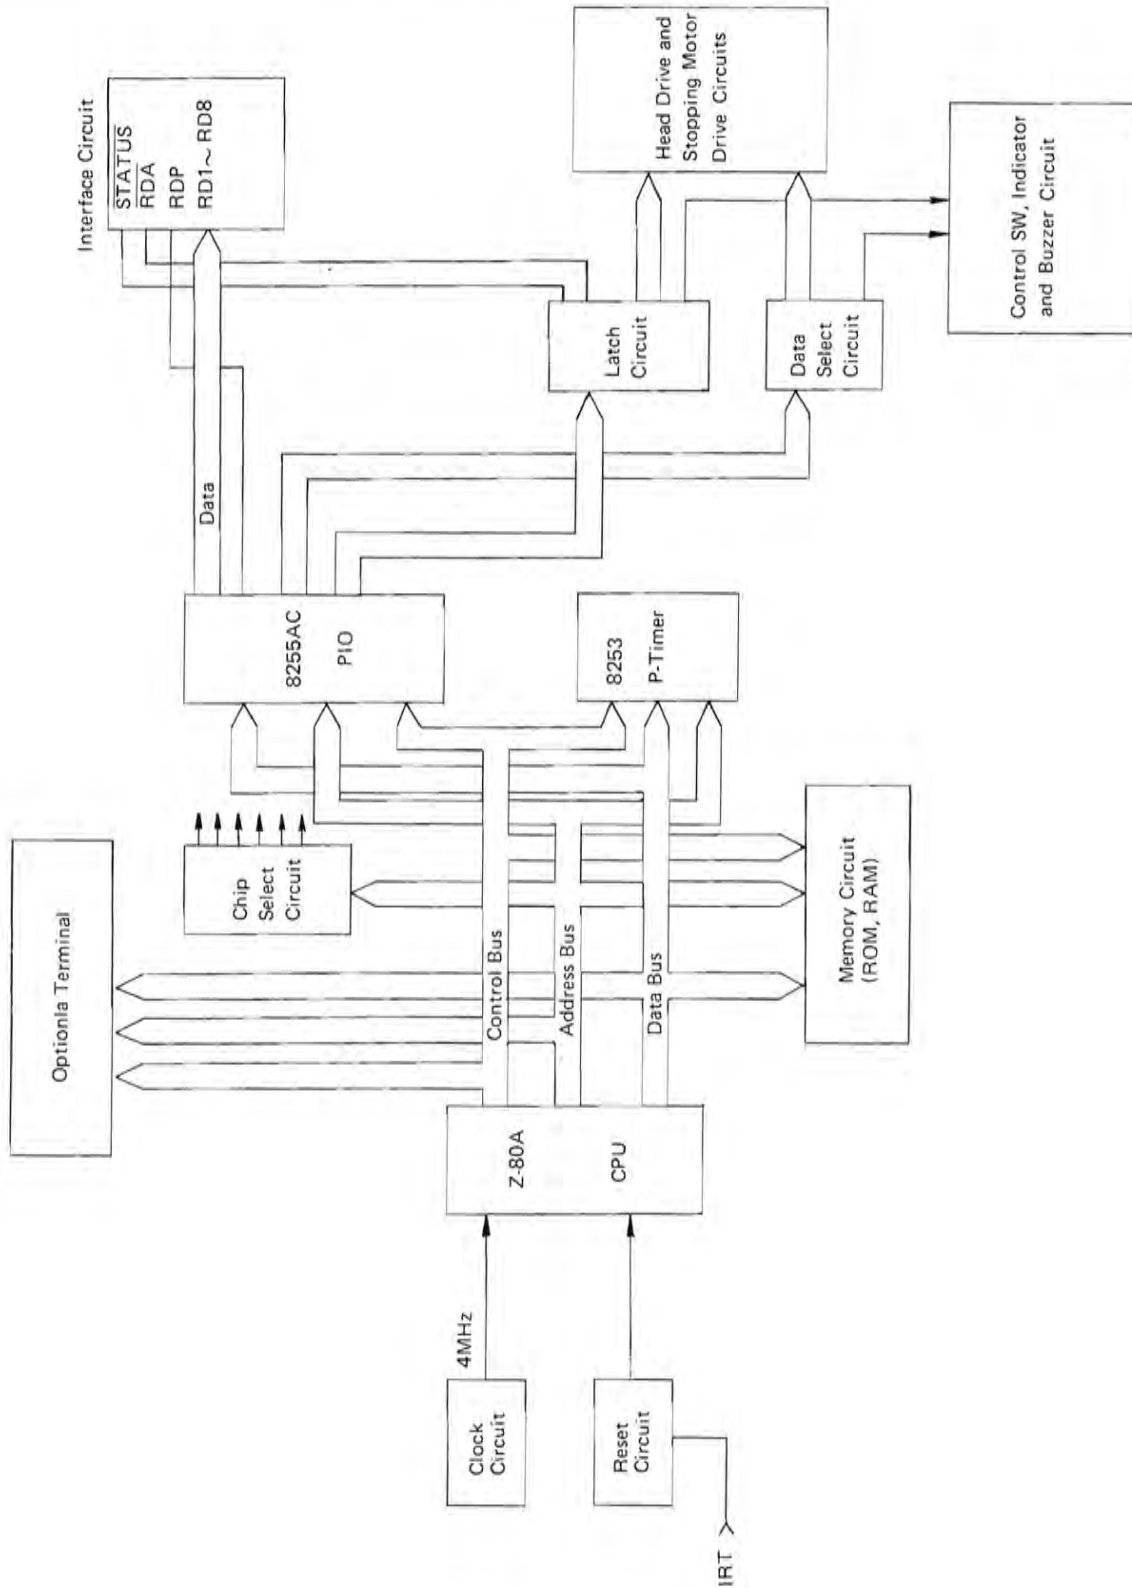 Optionla Terminal
Interface Circuit
STATUS
RDA
RDP
RD1~ RD8
Chip
Select
Circuit
8255AC
PIO
Data
Clock
Circuit
4MHz
Z-80A
CPU
Control Bus
Address Bus
Data Bus
8253
P-Timer
Latch
Circuit
Head Drive and
Stopping Motor
Drive Circuits
Reset
Circuit
IRT
Memory Circuit
(ROM, RAM)
Data
Select
Circuit
Control SW, Indicator
and Buzzer Circuit